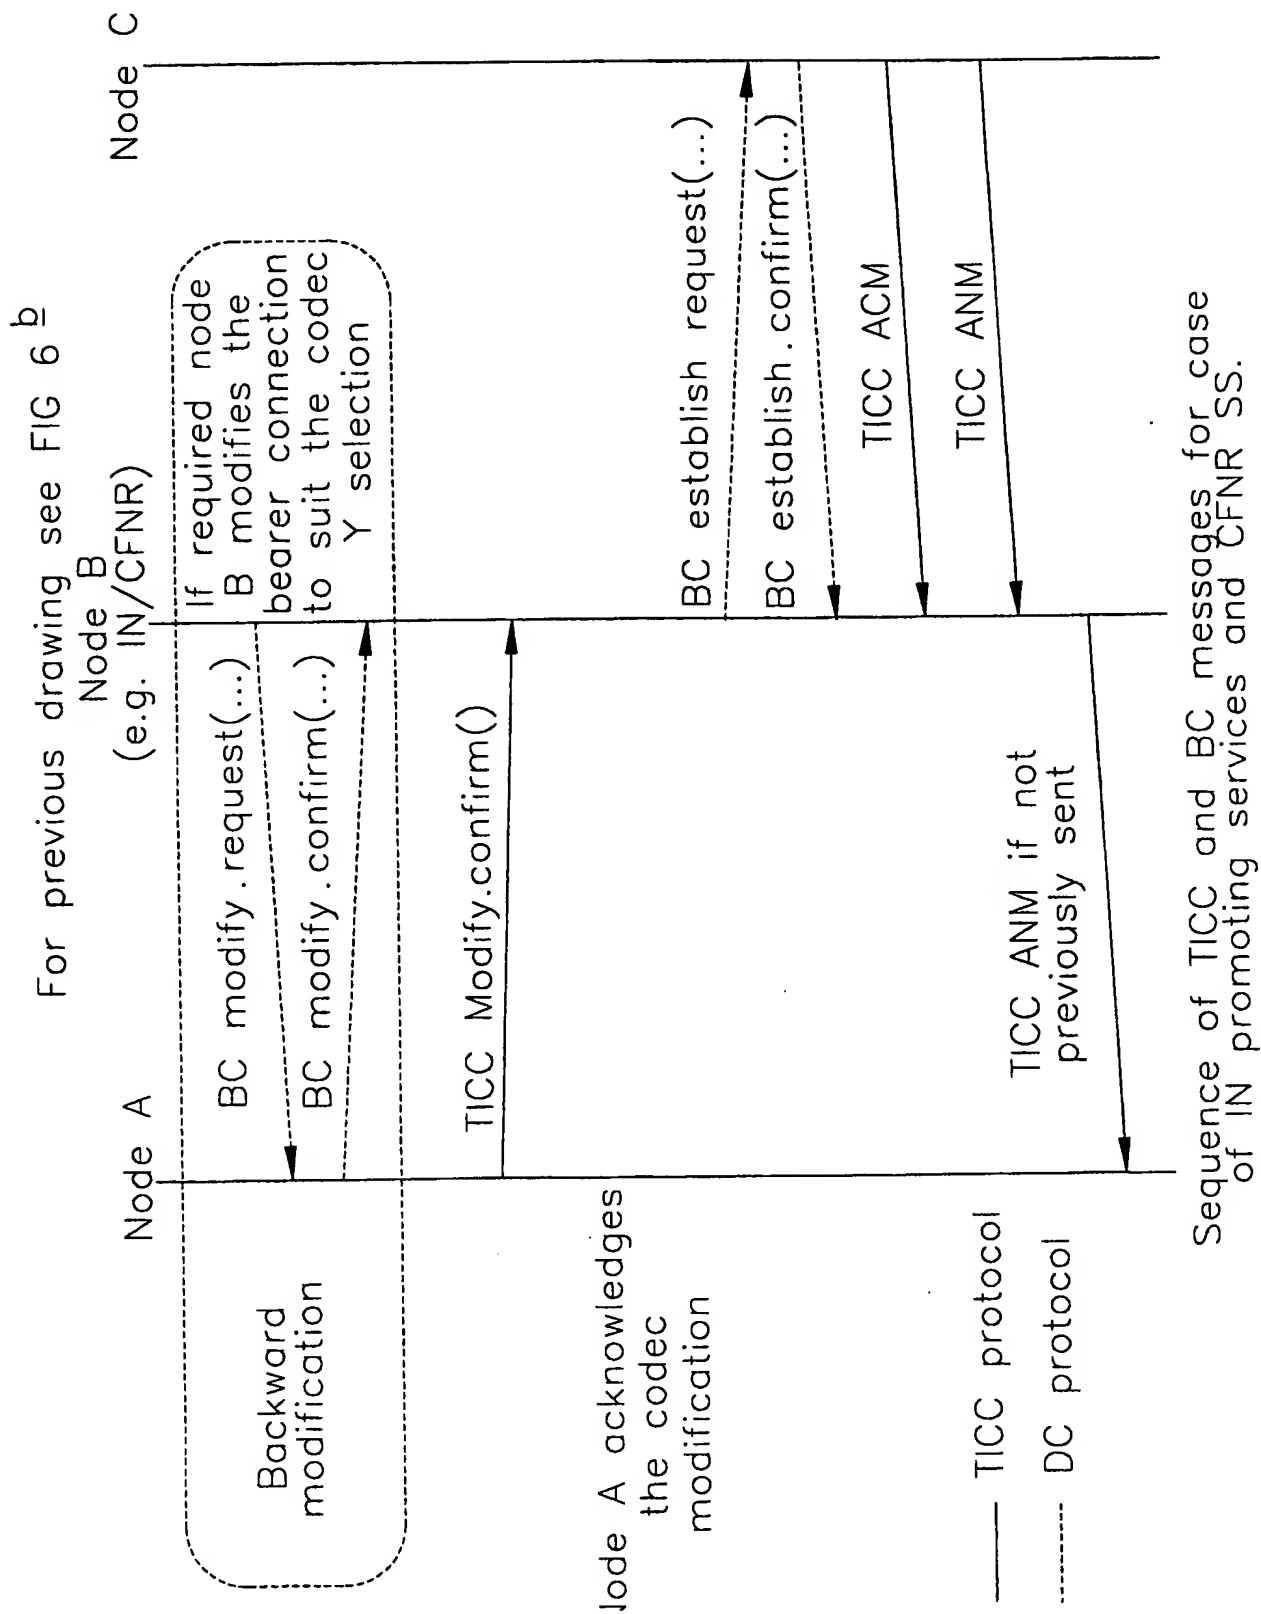 For previous drawing see FIG 6 b
Node A
Node B
(e.g. IN/CFNR)
Node C
Backward
modification
BC modify.request(...)
BC modify.confirm(...)
If required node
B modifies the
bearer connection
to suit the codec
Y selection
TICC Modify.confirm()
Node A acknowledges
the codec
modification
BC establish request(...)
BC establish.confirm(...)
TICC ACM
TICC ANM
TICC ANM if not
previously sent
TICC protocol
DC protocol
Sequence of TICC and BC messages for case
of IN promoting services and CFNR SS.